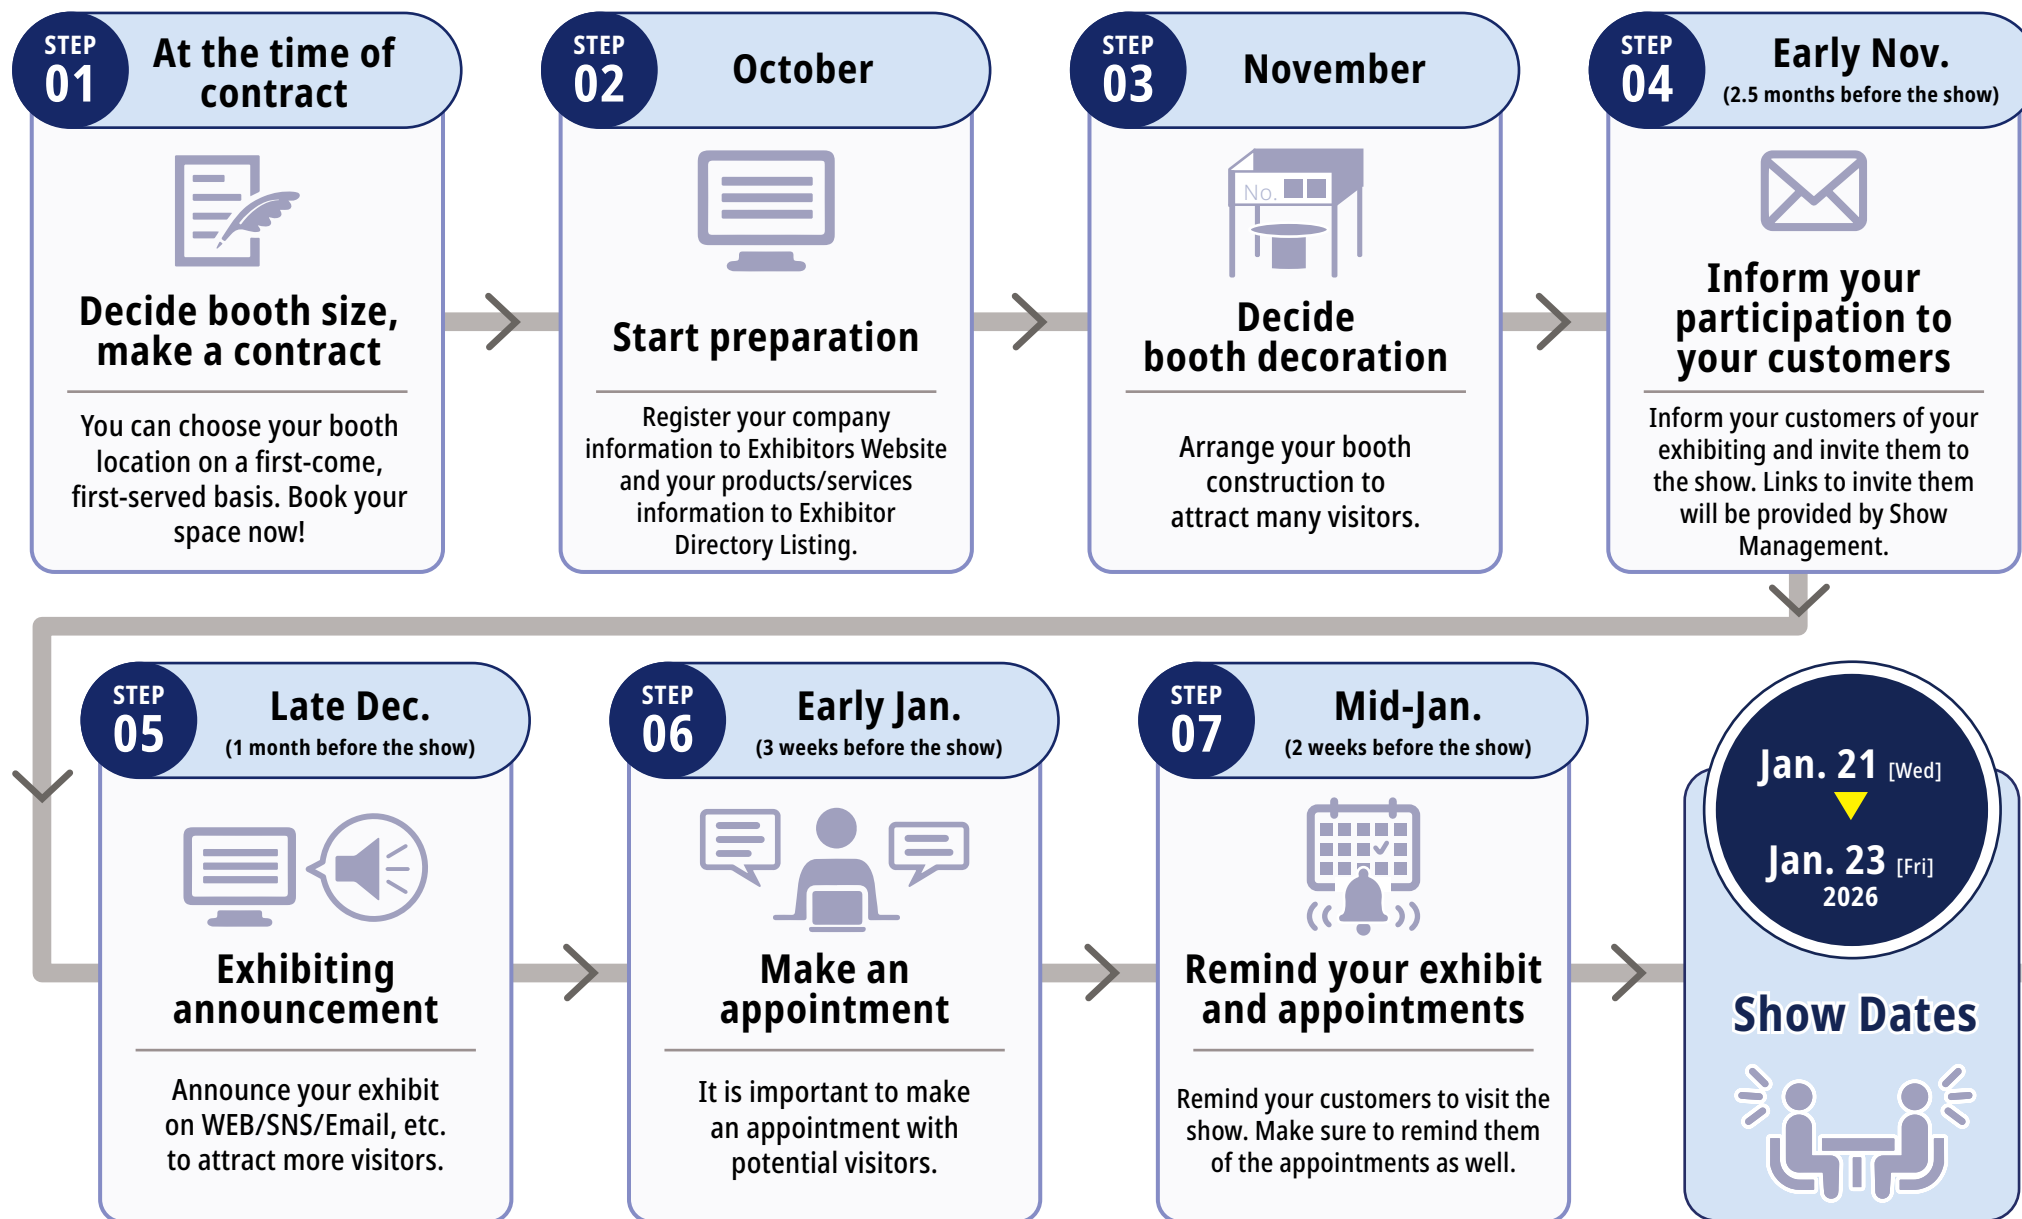 STEP
01
At the time of
contract
Decide booth size,
make a contract
You can choose your booth
location on a first-come,
first-served basis. Book your
space now!
STEP
02
October
Start preparation
Register your company
information to Exhibitors Website
and your products/services
information to Exhibitor
Directory Listing.
STEP
03
November
No.
Decide
booth decoration
Arrange your booth
construction to
attract many visitors.
STEP
04
Early Nov.
(2.5 months before the show)
Inform your
participation to
your customers
Inform your customers of your
exhibiting and invite them to
the show. Links to invite them
will be provided by Show
Management.
STEP
05
Late Dec.
(1 month before the show)
Exhibiting
announcement
Announce your exhibit
on WEB/SNS/Email, etc.
to attract more visitors.
STEP
06
Early Jan.
(3 weeks before the show)
Make an
appointment
It is important to make
an appointment with
potential visitors.
STEP
07
Mid-Jan.
(2 weeks before the show)
Remind your exhibit
and appointments
Remind your customers to visit the
show. Make sure to remind them
of the appointments as well.
Jan. 21 [Wed]
Jan. 23 [Fri]
2026
Show Dates